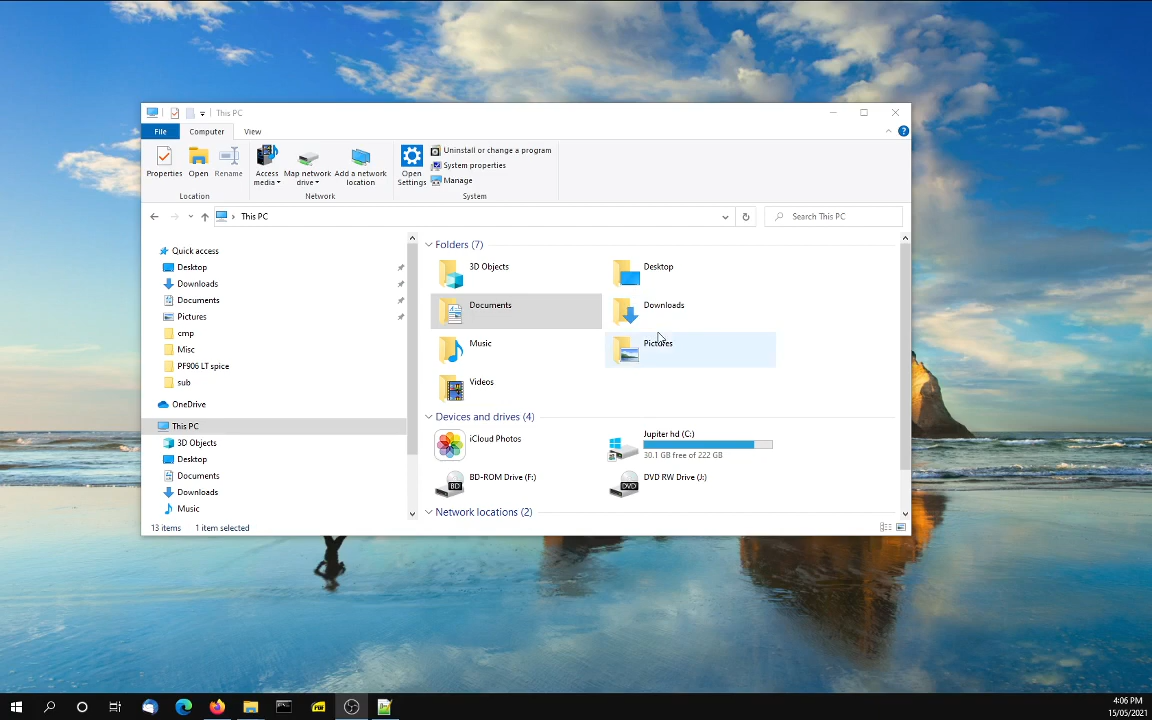 This PC
File Computer View
Properties
Open
Rename
Access media
Map network drive
Add a network location
Open Settings
Uninstall or change a program
System properties
Manage
Location
Network
System
This PC
Search This PC
Quick access
Desktop
Downloads
Documents
Pictures
cmp
Misc
PF906 LT spice
sub
OneDrive
This PC
3D Objects
Desktop
Documents
Downloads
Music
Folders (7)
3D Objects
Desktop
Documents
Downloads
Music
Pictures
Videos
Devices and drives (4)
iCloud Photos
Jupiter hd (C:)
30.1 GB free of 222 GB
BD
BD-ROM Drive (F:)
DVD
DVD RW Drive (J:)
Network locations (2)
13 items 1 item selected
4:06 PM
15/05/2021